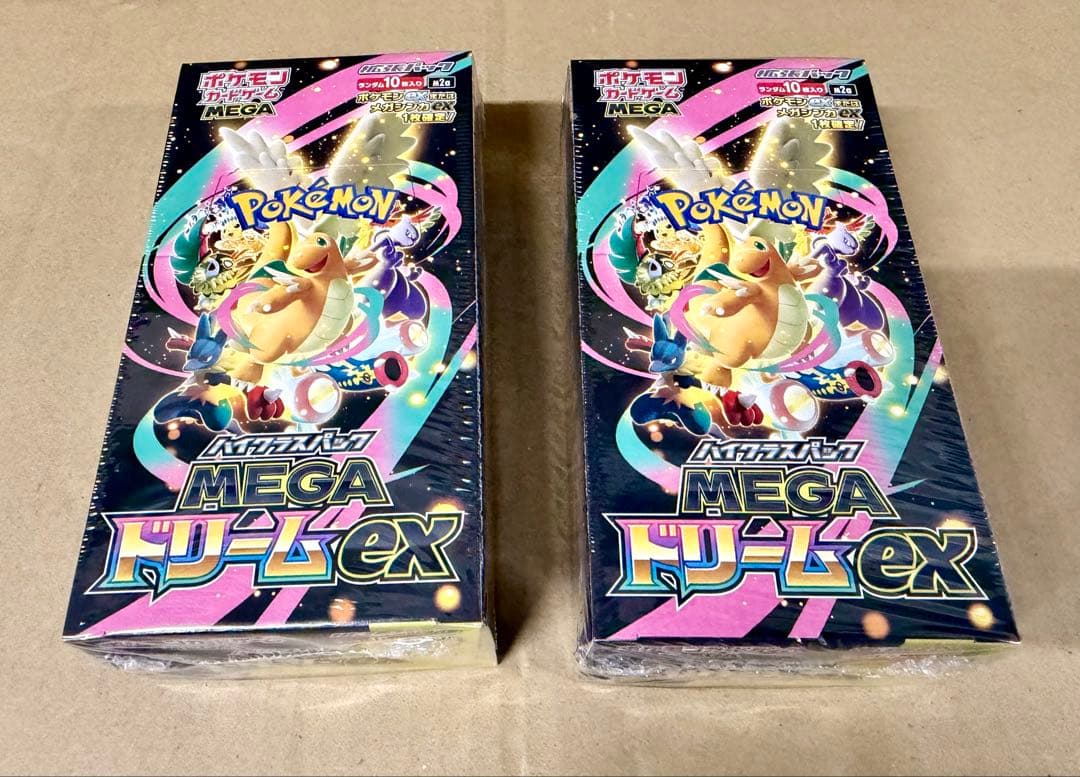 ポケモン
カードゲーム
MEGA
拡張パック
ランダム10枚入り
ポケモンexまたは
メガシンカex
1枚確定!
POKéMON
ハイクラスパック
MEGA
ドリームex
ポケモン
カードゲーム
MEGA
拡張パック
ランダム10枚入り
ポケモンexまたは
メガシンカex
1枚確定!
POKéMON
ハイクラスパック
MEGA
ドリームex